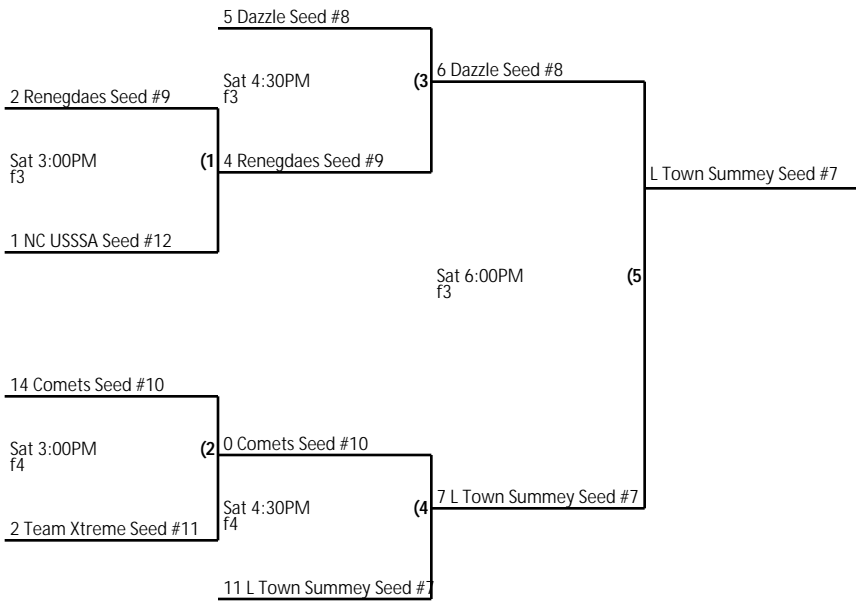 5 Dazzle Seed #8
Sat 4:30PM
f3
(3
6 Dazzle Seed #8
2 Renegdaes Seed #9
Sat 3:00PM
f3
(1
4 Renegdaes Seed #9
L Town Summey Seed #7
1 NC USSSA Seed #12
Sat 6:00PM
f3
(5
14 Comets Seed #10
Sat 3:00PM
f4
(2
0 Comets Seed #10
Sat 4:30PM
f4
(4
7 L Town Summey Seed #7
2 Team Xtreme Seed #11
11 L Town Summey Seed #7